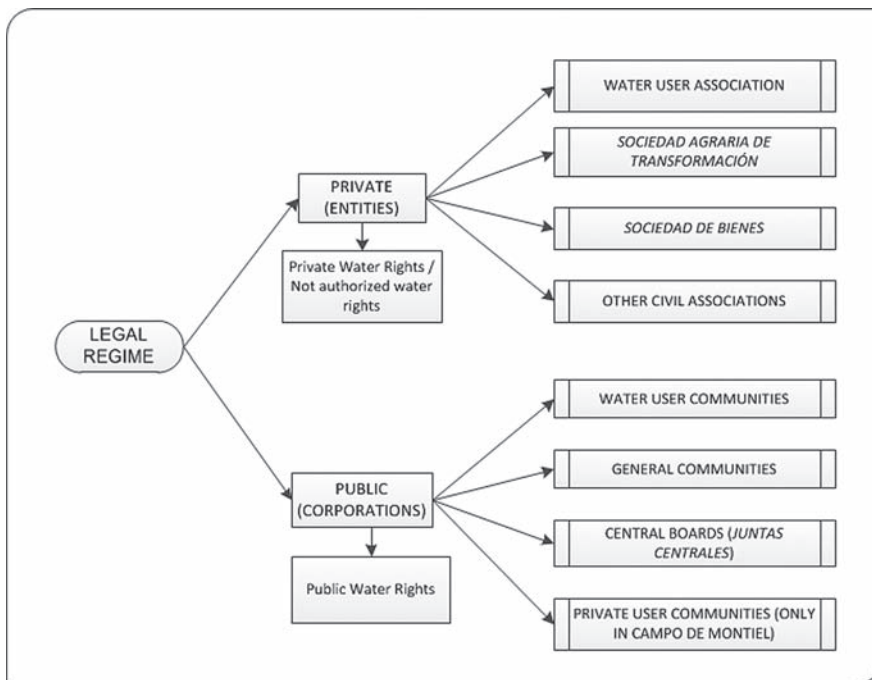 LEGAL
REGIME
PRIVATE
(ENTITIES)
Private Water Rights /
Not authorized water
rights
WATER USER ASSOCIATION
SOCIEDAD AGRARIA DE
TRANSFORMACIÓN
SOCIEDAD DE BIENES
OTHER CIVIL ASSOCIATIONS
PUBLIC
(CORPORATIONS)
Public Water Rights
WATER USER COMMUNITIES
GENERAL COMMUNITIES
CENTRAL BOARDS (JUNTAS
CENTRALES)
PRIVATE USER COMMUNITIES (ONLY
IN CAMPO DE MONTIEL)